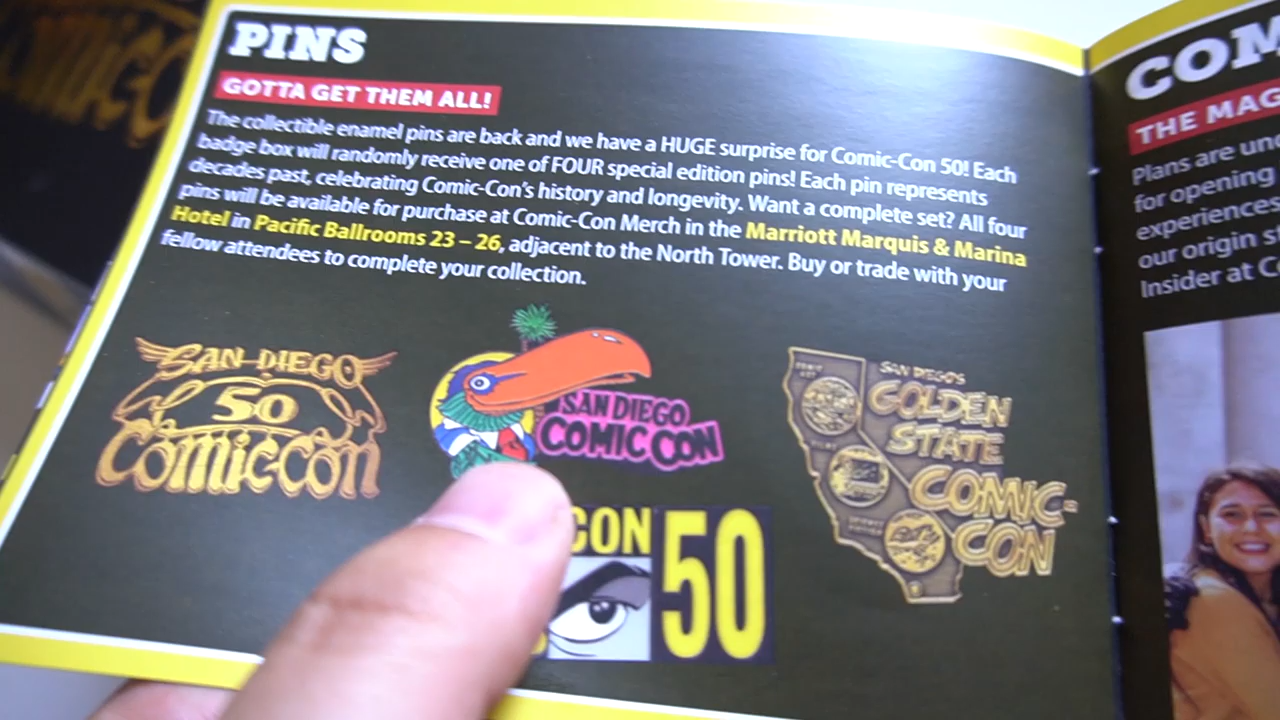 PINS
GOTTA GET THEM ALL!
The collectible enamel pins are back and we have a HUGE surprise for Comic-Con 50! Each
badge box will randomly receive one of FOUR special edition pins! Each pin represents
decades past, celebrating Comic-Con's history and longevity. Want a complete set? All four
pins will be available for purchase at Comic-Con Merch in the Marriott Marquis & Marina
Hotel in Pacific Ballrooms 23 – 26, adjacent to the North Tower. Buy or trade with your
fellow attendees to complete your collection.
SAN DIEGO
50
Comic-Con
SAN DIEGO
COMIC CON
CON
50
SAN DIEGO'S
GOLDEN
STATE
COMIC-
CON
COM
THE MAG
Plans are und
for opening
experiences
our origin st
Insider at C